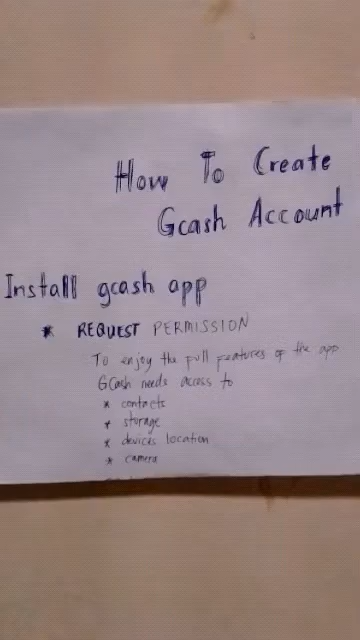 How To Create
Gcash Account
Install gcash app
* REQUEST PERMISSION
To enjoy the full features of the app
GCash needs access to
* contacts
* storage
* devices location
* camera